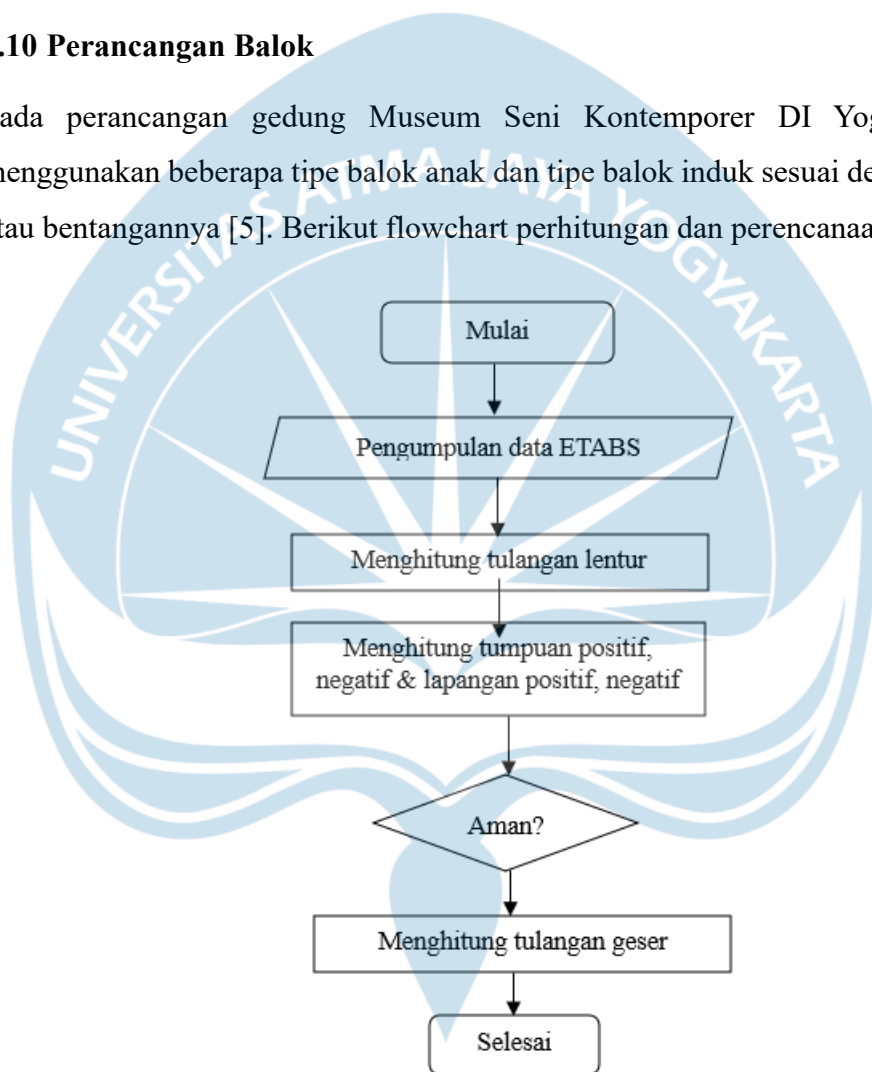 .10 Perancangan Balok
ada perancangan gedung Museum Seni Kontemporer DI Yog
menggunakan beberapa tipe balok anak dan tipe balok induk sesuai de
tau bentangannya [5]. Berikut flowchart perhitungan dan perencanaa
UNIVERSITAS ATMA JAYA YOGYAKARTA
Mulai
Pengumpulan data ETABS
Menghitung tulangan lentur
Menghitung tumpuan positif,
negatif & lapangan positif, negatif
Aman?
Menghitung tulangan geser
Selesai